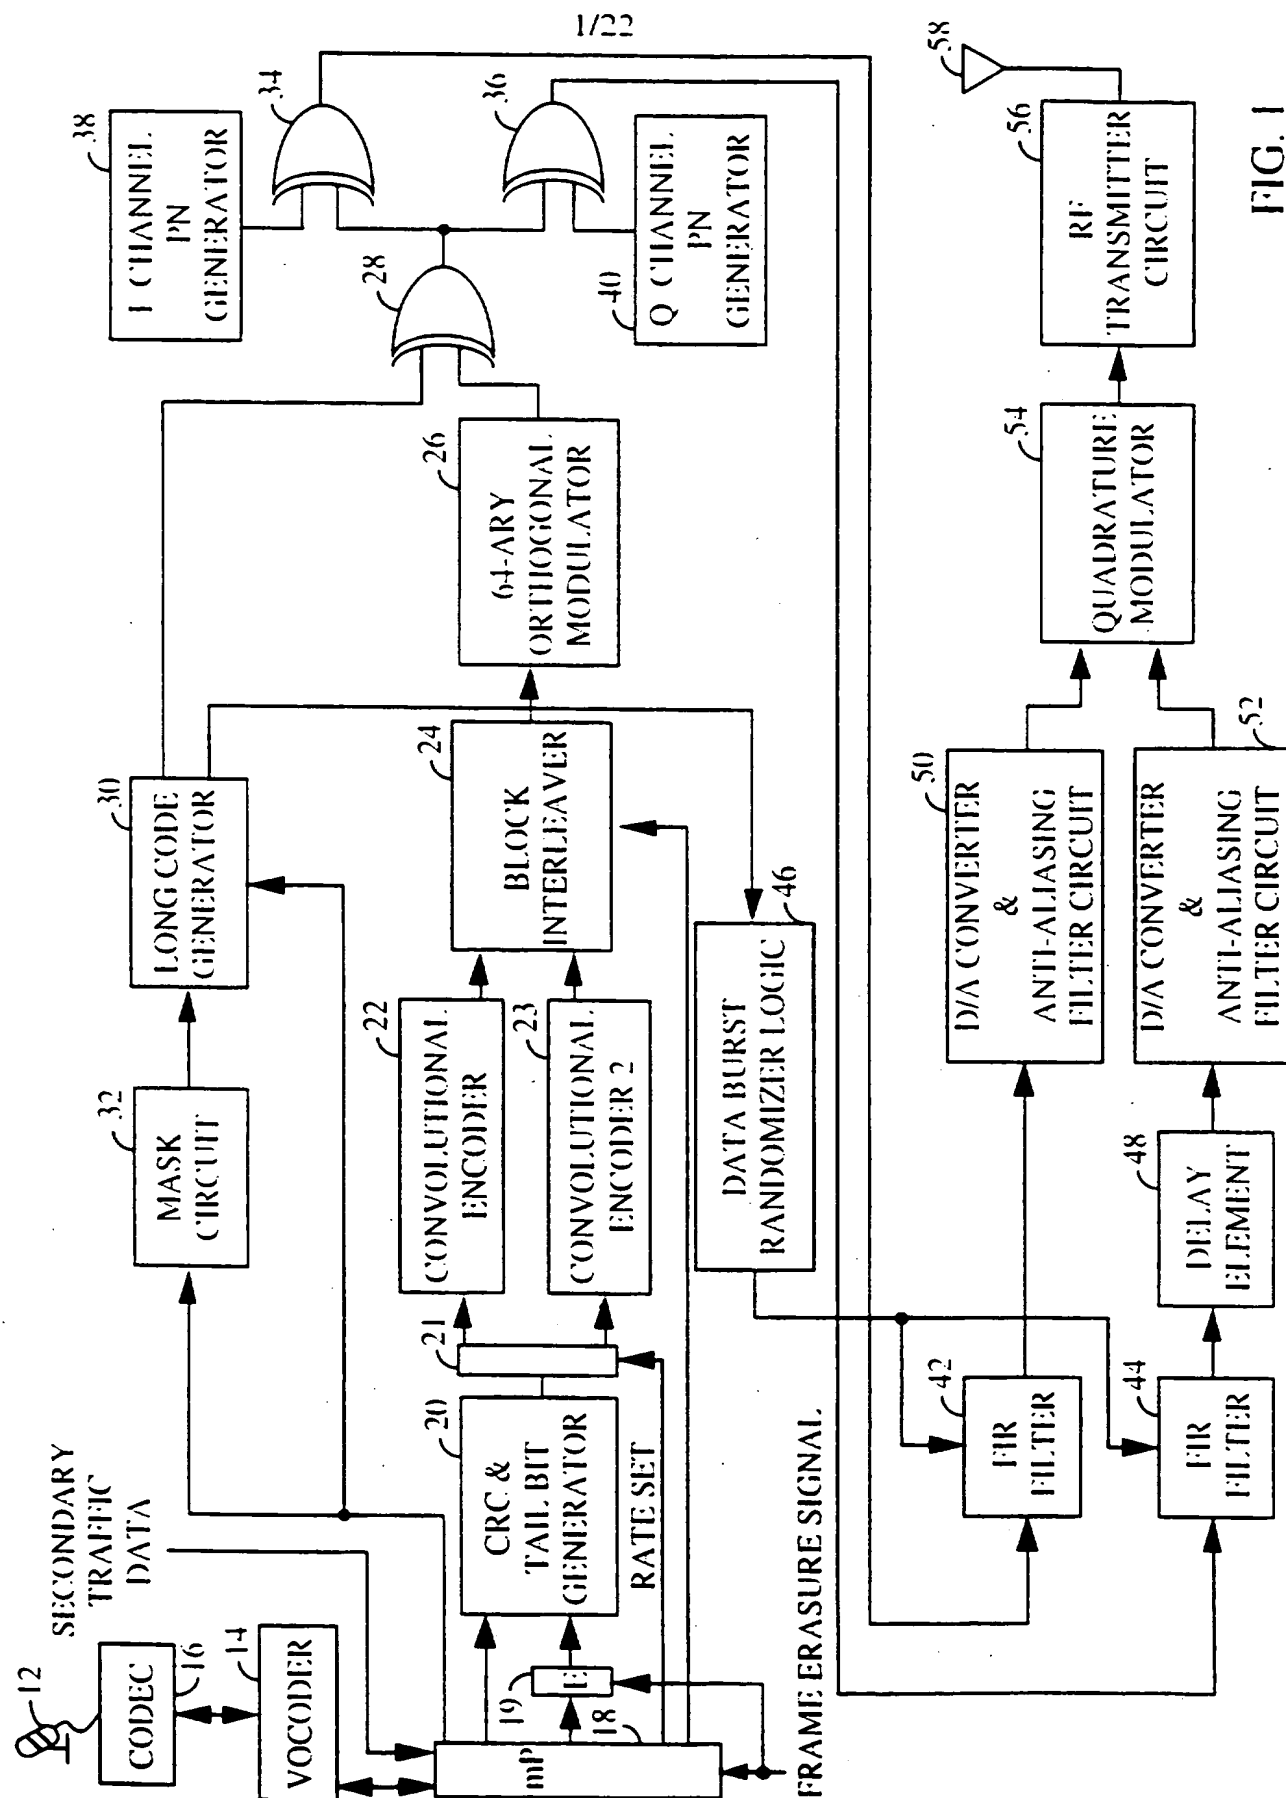 1/22
12
CODEC
16
VOCODER
14
SECONDARY
TRAFFIC
DATA
mP
18
E
19
CRC &
TAIL BIT
GENERATOR
20
RATE SET
FRAME ERASURE SIGNAL
21
MASK
CIRCUIT
32
LONG CODE
GENERATOR
30
CONVOLUTIONAL
ENCODER
22
CONVOLUTIONAL
ENCODER 2
23
BLOCK
INTERLEAVER
24
64-ARY
ORTHOGONAL
MODULATOR
26
28
I CHANNEL
PN
GENERATOR
38
34
36
Q CHANNEL
PN
GENERATOR
40
DATA BURST
RANDOMIZER LOGIC
46
FIR
FILTER
42
FIR
FILTER
44
DELAY
ELEMENT
48
D/A CONVERTER
&
ANTI-ALIASING
FILTER CIRCUIT
50
D/A CONVERTER
&
ANTI-ALIASING
FILTER CIRCUIT
52
QUADRATURE
MODULATOR
54
RF
TRANSMITTER
CIRCUIT
56
58
FIG. 1